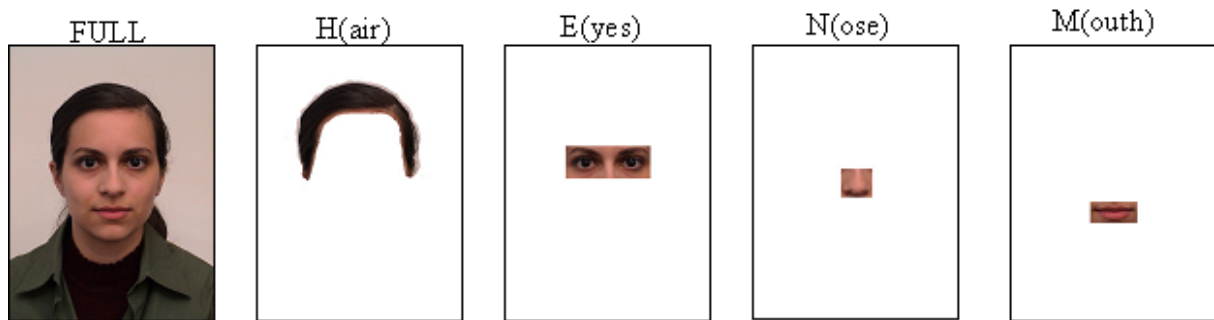 FULL
H(air)
E(yes)
N(ose)
M(outh)